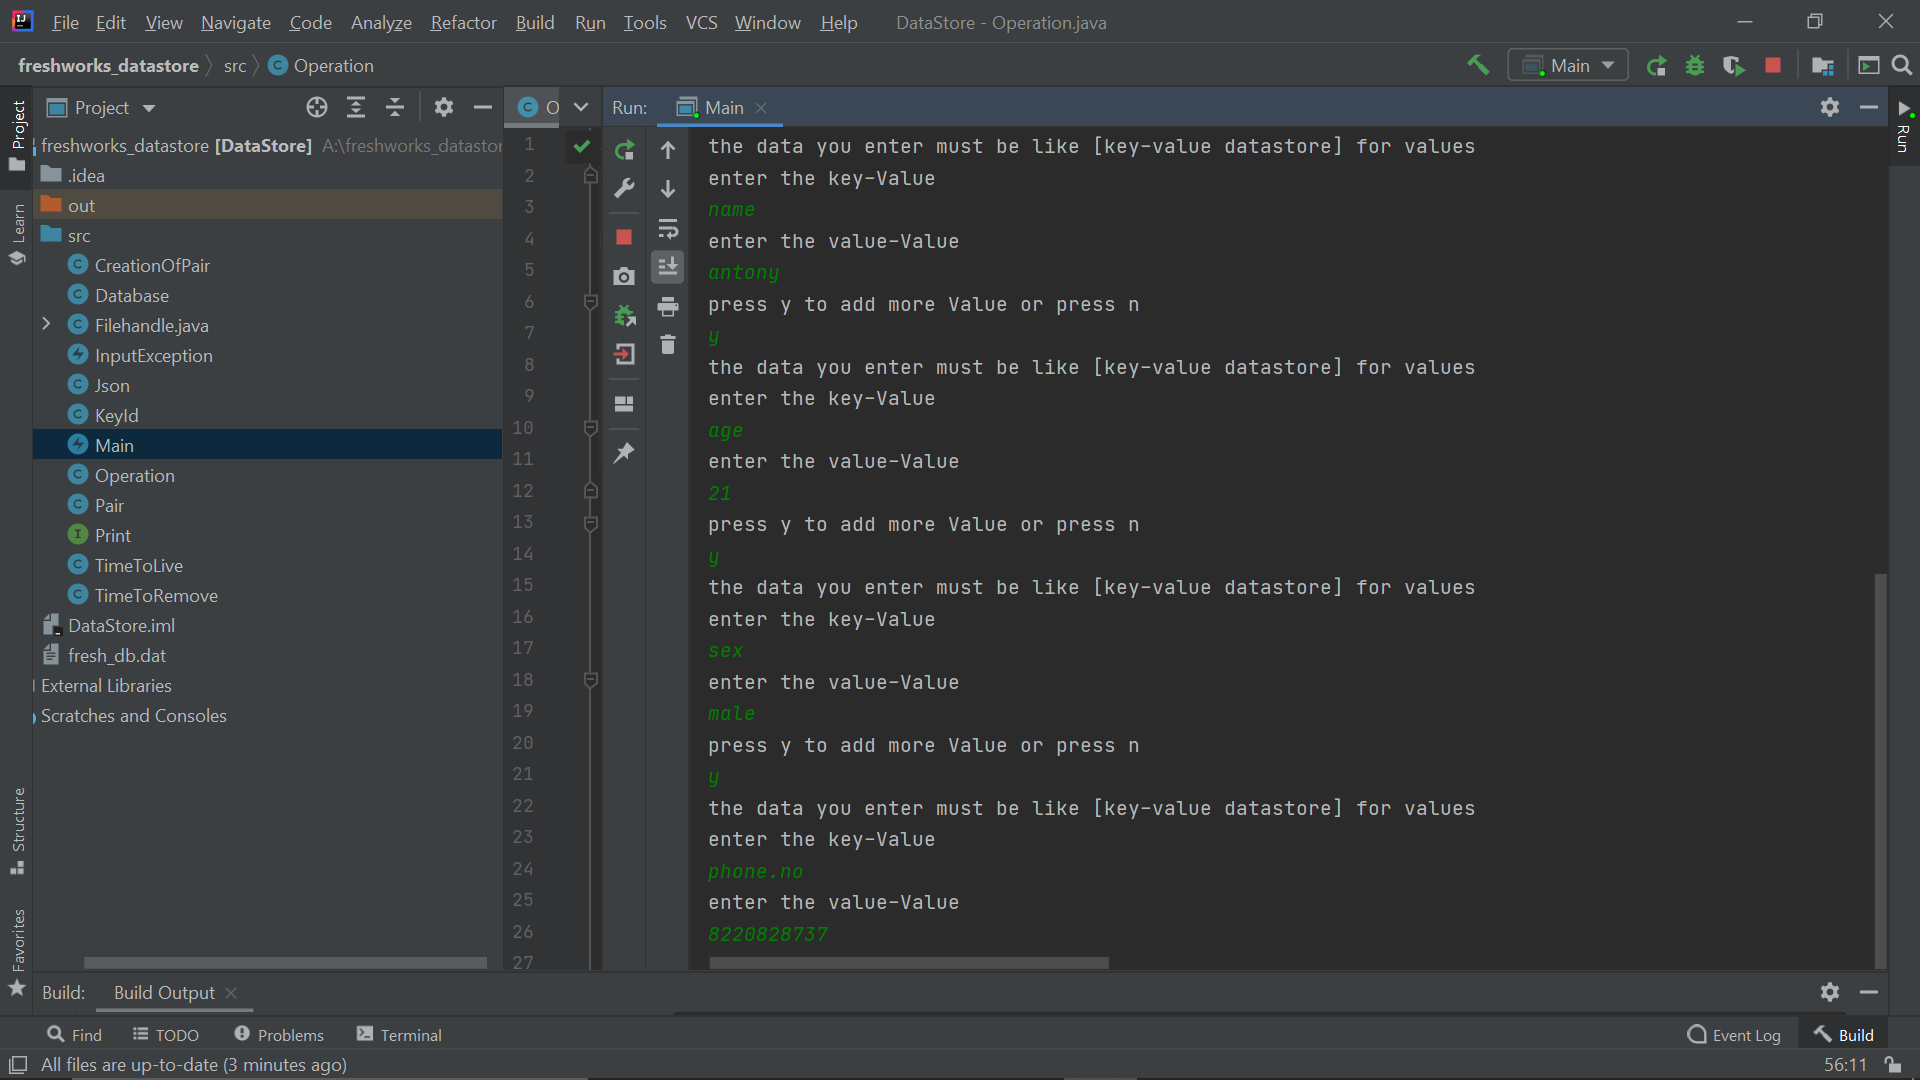 File Edit View Navigate Code Analyze Refactor Build Run Tools VCS Window Help DataStore - Operation.java
freshworks_datastore src Operation Main
Project Run: Main
Project
Learn
Structure
Favorites
Run
freshworks_datastore [DataStore] A:\freshworks_datastor
.idea
out
src
CreationOfPair
Database
Filehandle.java
InputException
Json
KeyId
Main
Operation
Pair
Print
TimeToLive
TimeToRemove
DataStore.iml
fresh_db.dat
External Libraries
Scratches and Consoles
O
1
2
3
4
5
6
7
8
9
10
11
12
13
14
15
16
17
18
19
20
21
22
23
24
25
26
27
the data you enter must be like [key-value datastore] for values
enter the key-Value
name
enter the value-Value
antony
press y to add more Value or press n
y
the data you enter must be like [key-value datastore] for values
enter the key-Value
age
enter the value-Value
21
press y to add more Value or press n
y
the data you enter must be like [key-value datastore] for values
enter the key-Value
sex
enter the value-Value
male
press y to add more Value or press n
y
the data you enter must be like [key-value datastore] for values
enter the key-Value
phone.no
enter the value-Value
8220828737
Build: Build Output
Find TODO Problems Terminal Event Log Build
All files are up-to-date (3 minutes ago) 56:11